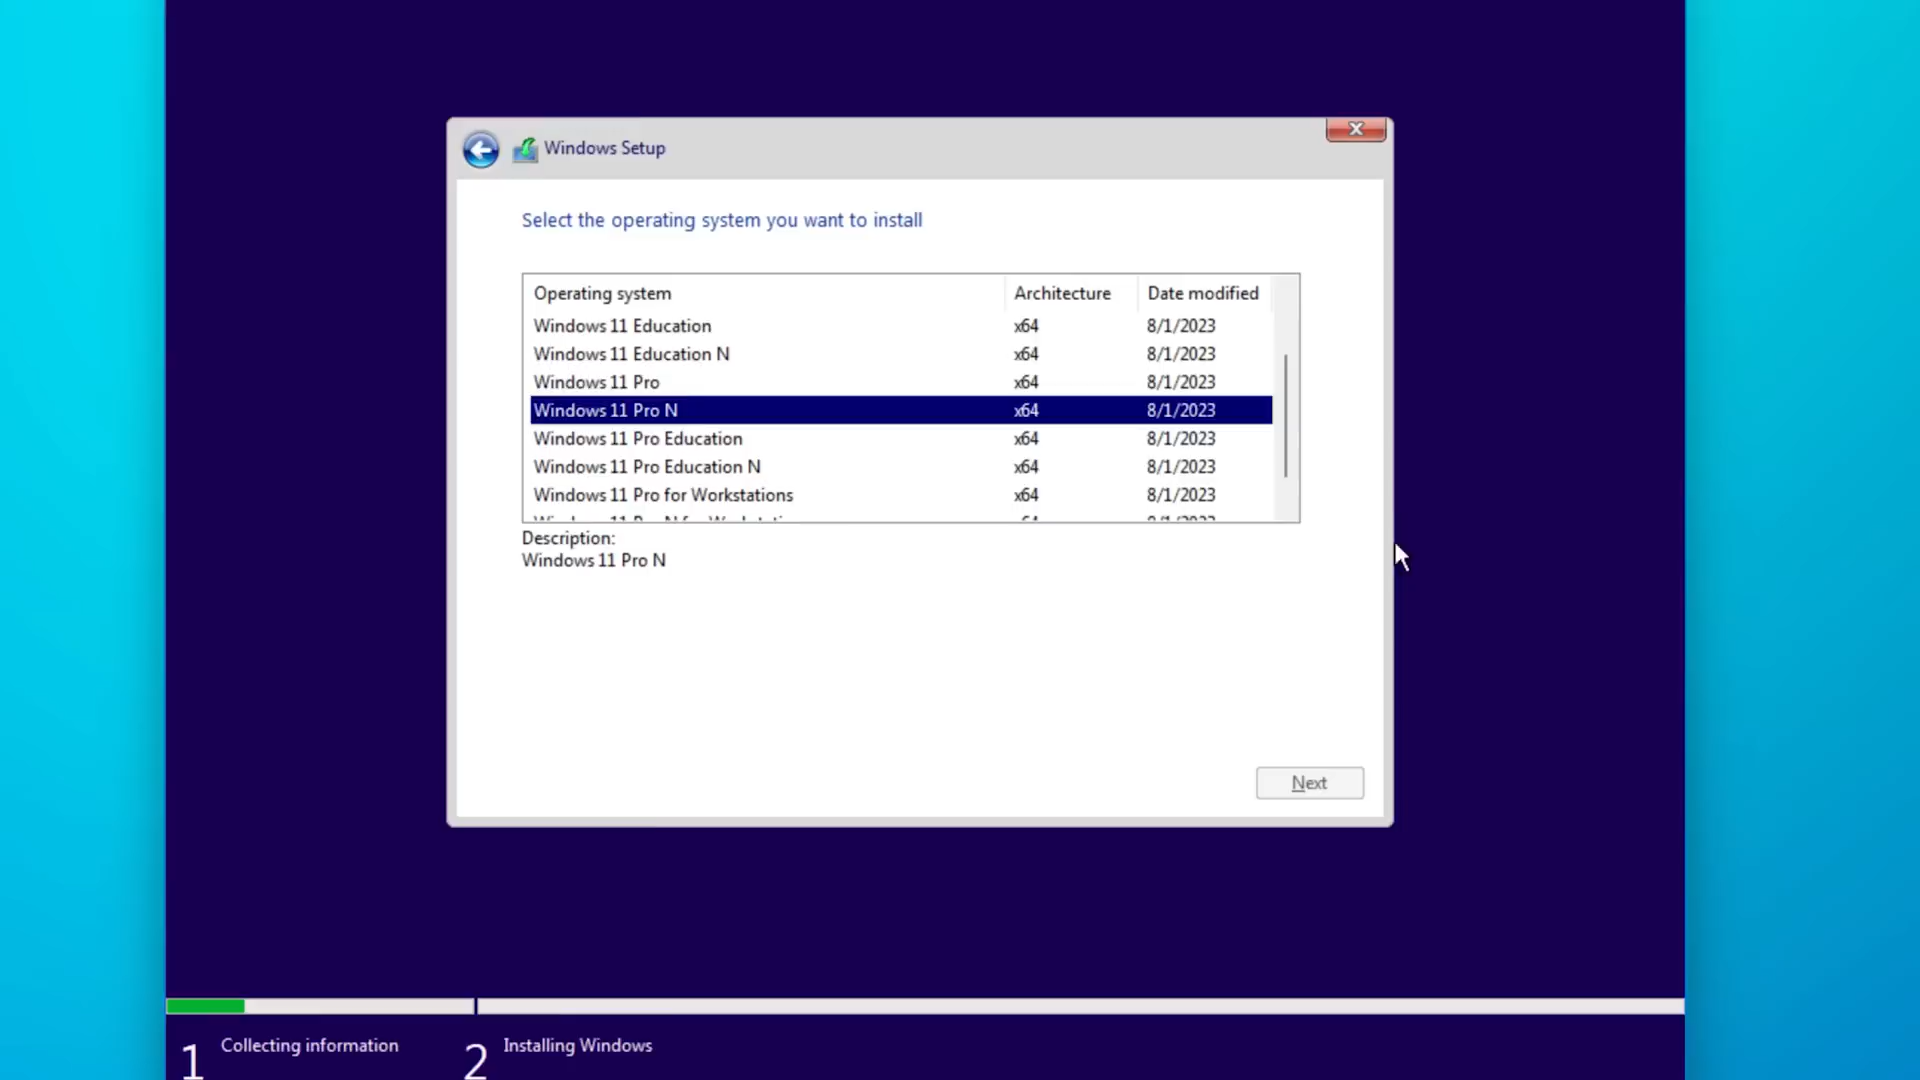 Windows Setup
Select the operating system you want to install
Operating system Architecture Date modified
Windows 11 Education x64 8/1/2023
Windows 11 Education N x64 8/1/2023
Windows 11 Pro x64 8/1/2023
Windows 11 Pro N x64 8/1/2023
Windows 11 Pro Education x64 8/1/2023
Windows 11 Pro Education N x64 8/1/2023
Windows 11 Pro for Workstations x64 8/1/2023
Description:
Windows 11 Pro N
Next
1 Collecting information 2 Installing Windows